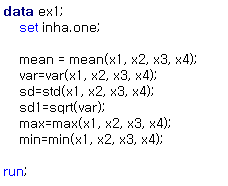 data ex1;
set inha.one;
mean = mean(x1, x2, x3, x4);
var=var(x1, x2, x3, x4);
sd=std(x1, x2, x3, x4);
sd1=sqrt(var);
max=max(x1, x2, x3, x4);
min=min(x1, x2, x3, x4);
run;